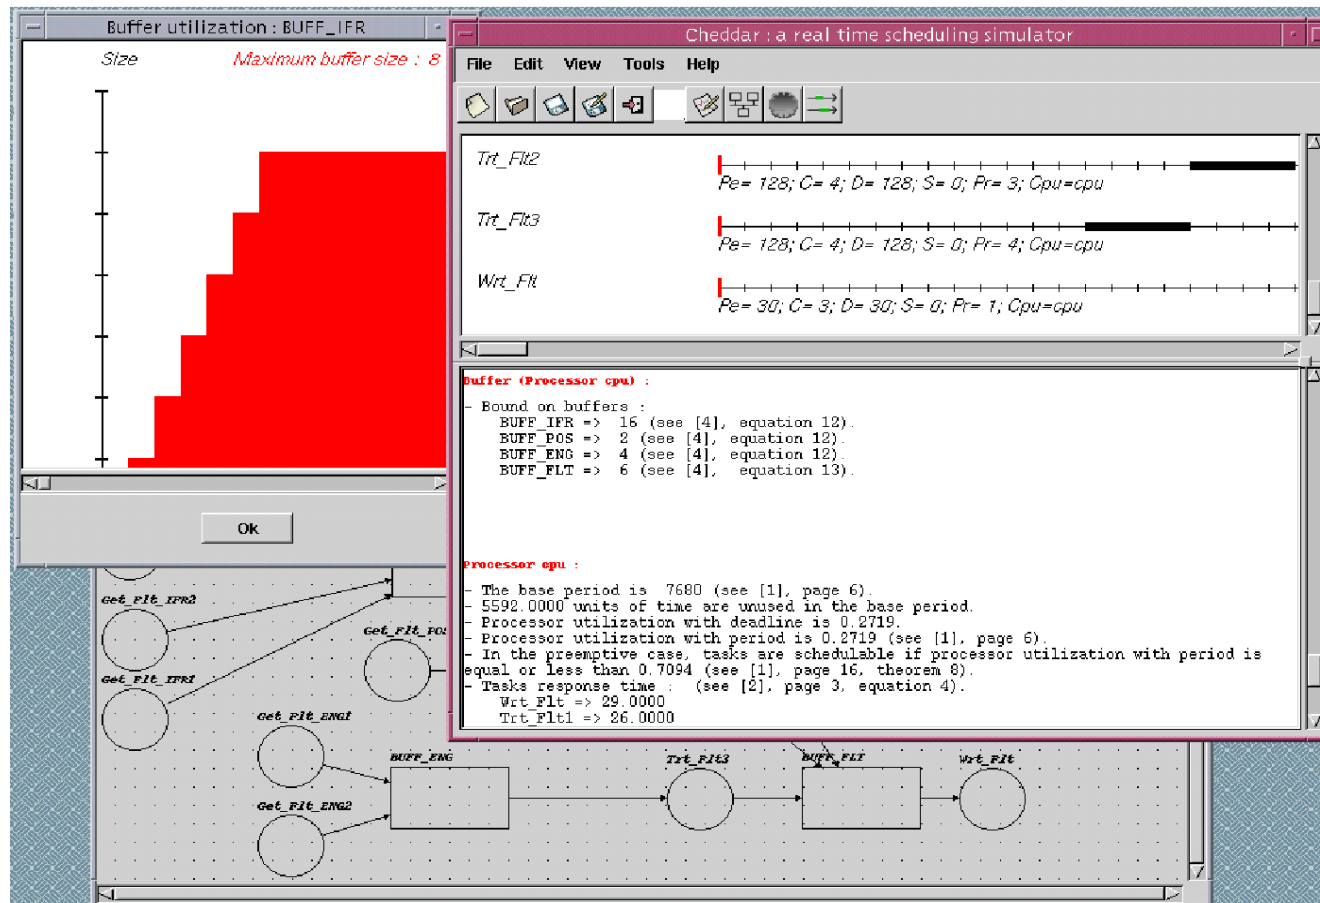 Buffer utilization : BUFF_IFR
Size
Maximum buffer size : 8
Ok
Cheddar : a real time scheduling simulator
File Edit View Tools Help
Trt_Flt2
Pe= 128; C= 4; D= 128; S= 0; Pr= 3; Cpu=cpu
Trt_Flt3
Pe= 128; C= 4; D= 128; S= 0; Pr= 4; Cpu=cpu
Wrt_Flt
Pe= 30; C= 3; D= 30; S= 0; Pr= 1; Cpu=cpu
Buffer (Processor cpu) :
- Bound on buffers :
BUFF_IFR => 16 (see [4], equation 12).
BUFF_POS => 2 (see [4], equation 12).
BUFF_ENG => 4 (see [4], equation 12).
BUFF_FLT => 6 (see [4], equation 13).
Processor cpu :
- The base period is 7680 (see [1], page 6).
- 5592.0000 units of time are unused in the base period.
- Processor utilization with deadline is 0.2719.
- Processor utilization with period is 0.2719 (see [1], page 6).
- In the preemptive case, tasks are schedulable if processor utilization with period is
equal or less than 0.7094 (see [1], page 16, theorem 8).
- Tasks response time : (see [2], page 3, equation 4).
Wrt_Flt => 29.0000
Trt_Flt1 => 26.0000
Get_Flt_IFR2
Get_Flt_POS
Get_Flt_IFR1
Get_Flt_ENG1
BUFF_ENG
Trt_Flt3
BUFF_FLT
Wrt_Flt
Get_Flt_ENG2